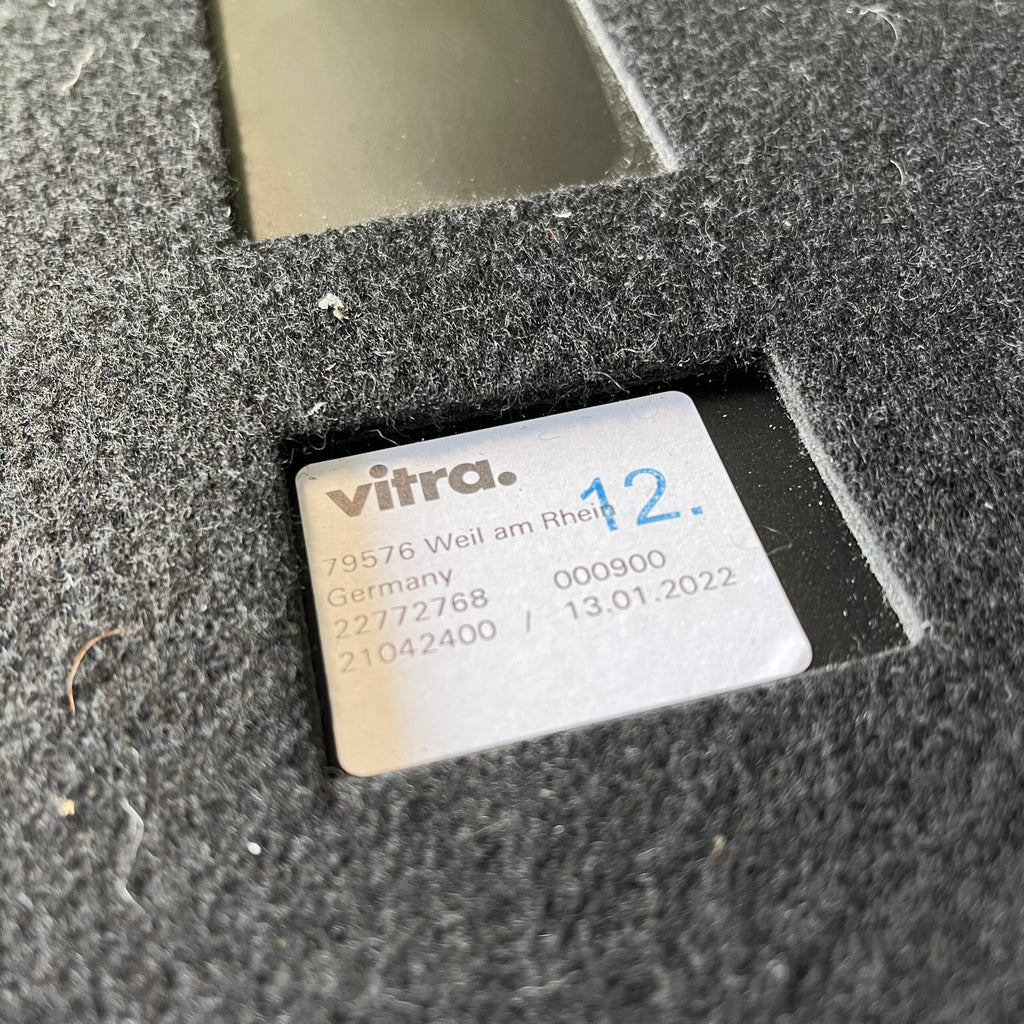 vitra.
12.
79576 Weil am Rhein
Germany
22772768 000900
21042400 / 13.01.2022